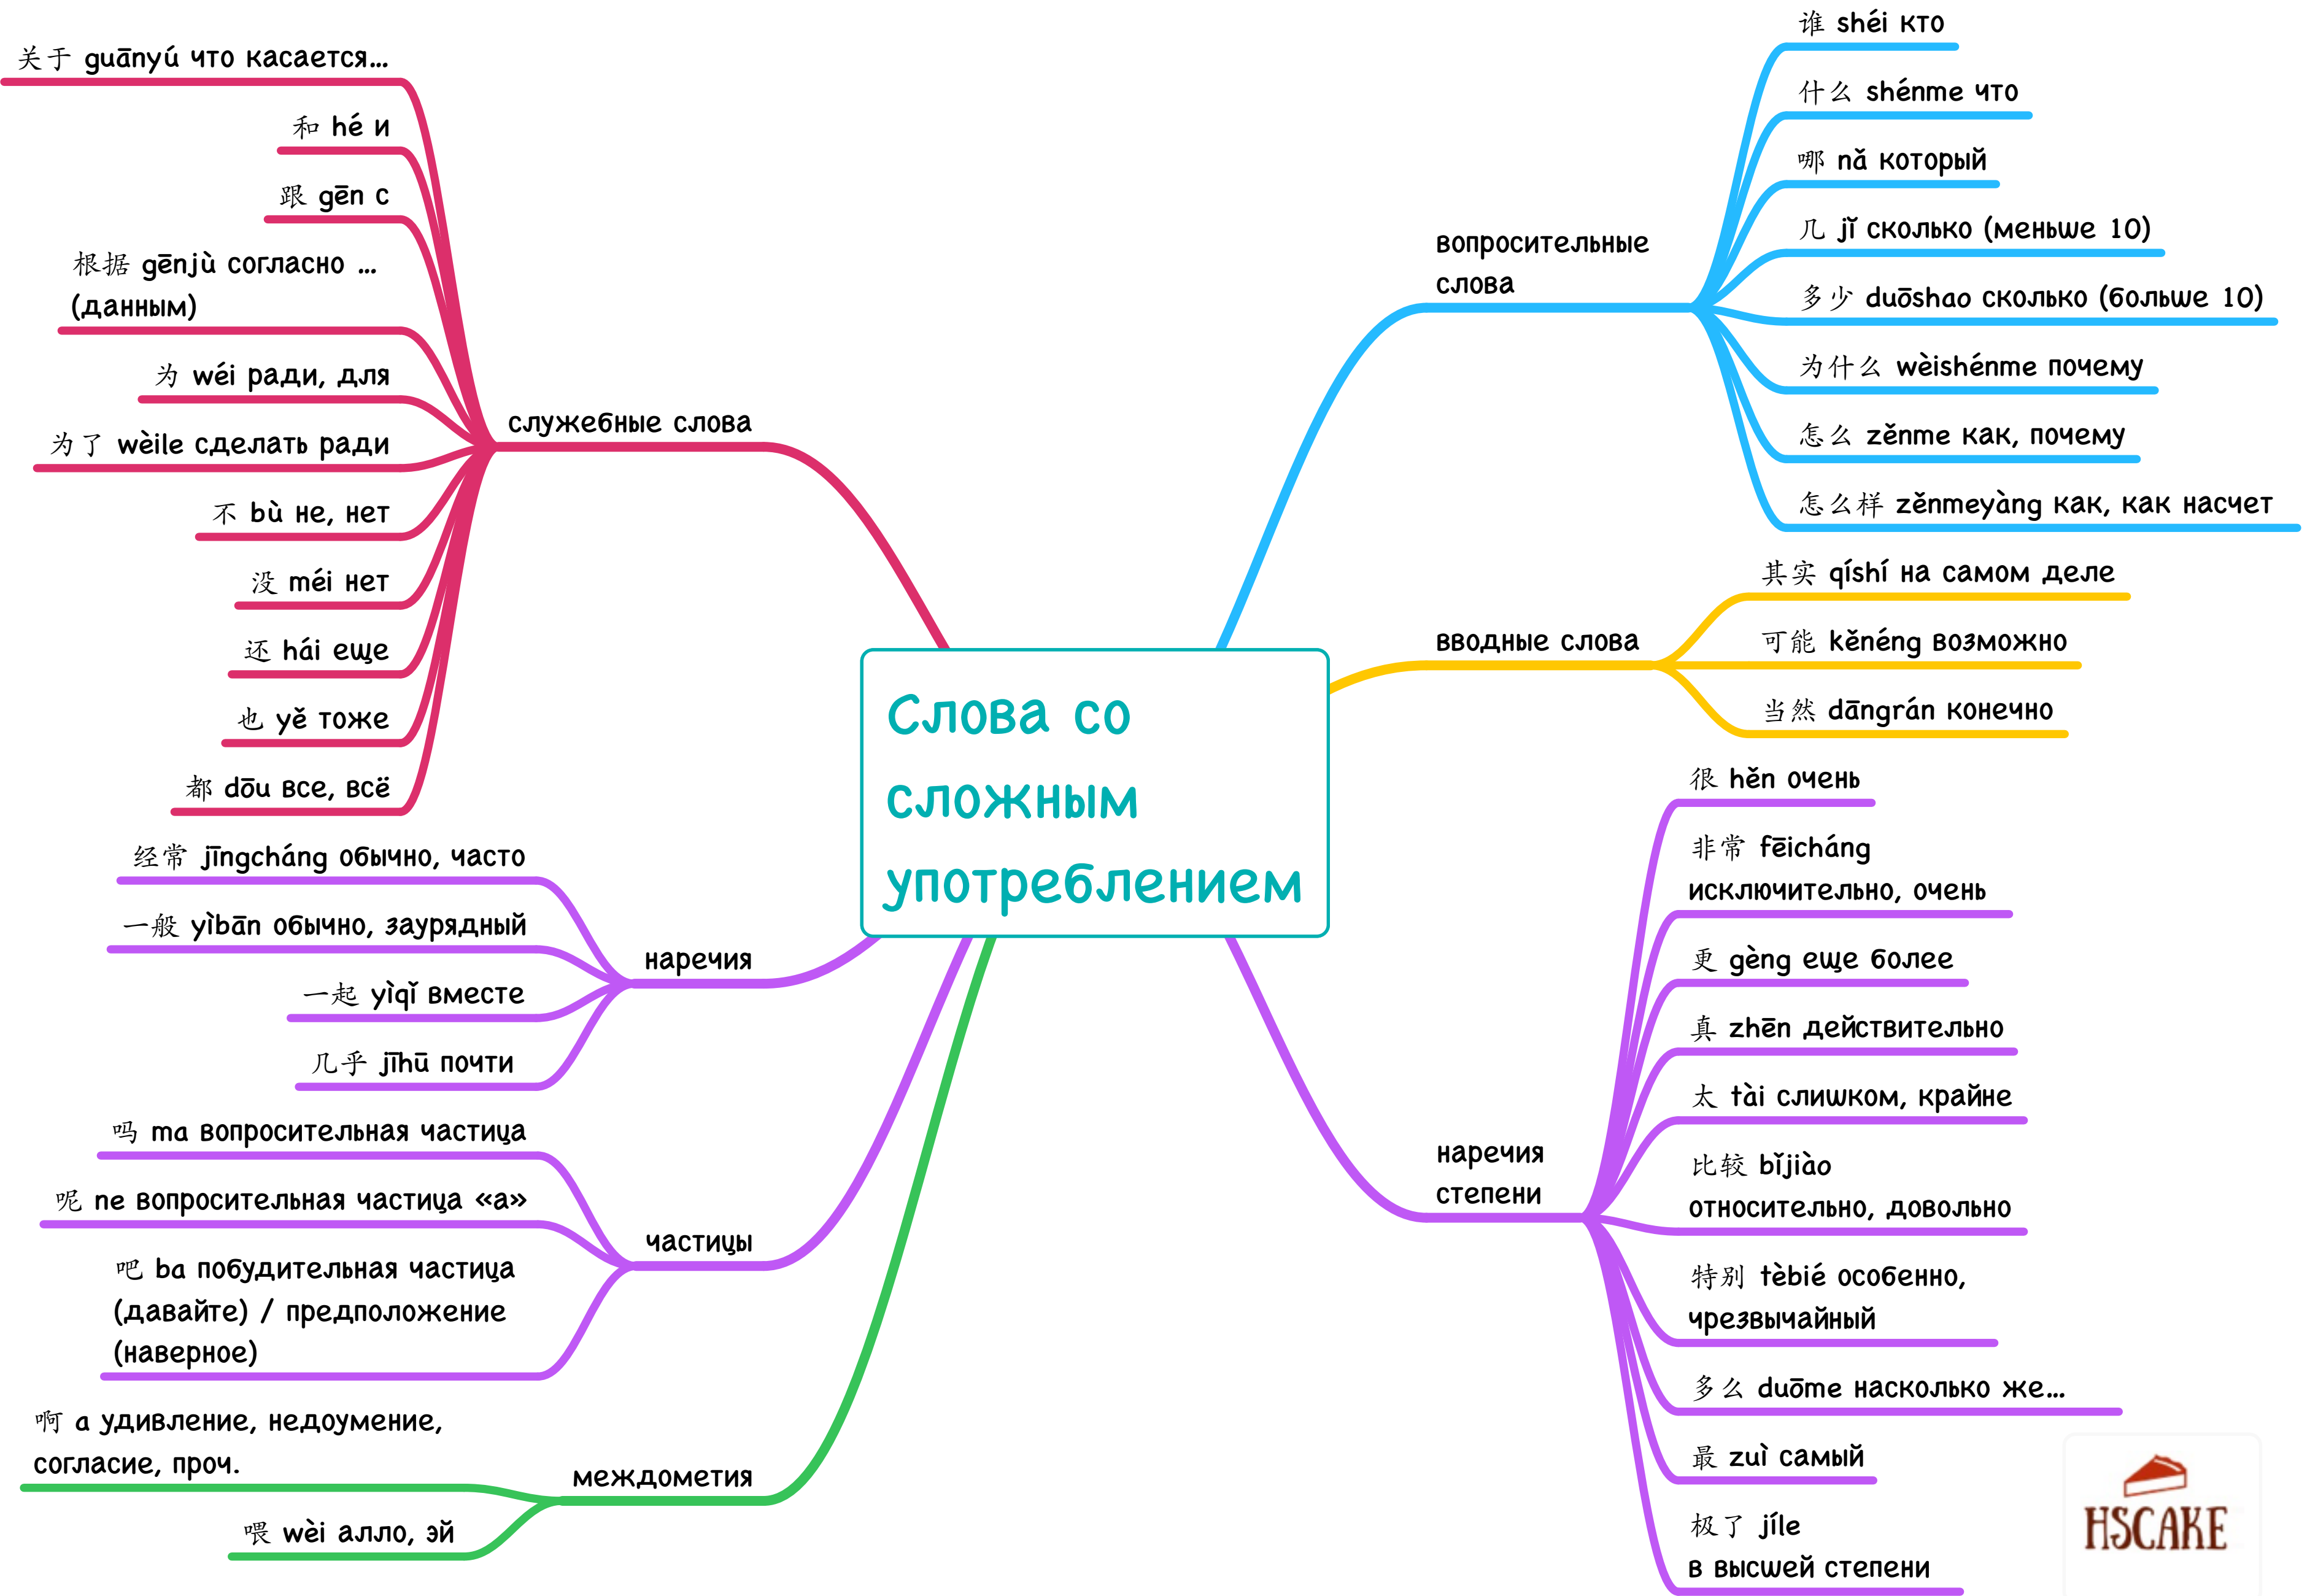 Слова со
сложным
употреблением
служебные слова
关于 guānyú что касается...
和 hé и
跟 gēn с
根据 gēnjù согласно ...
(данным)
为 wéi ради, для
为了 wèile сделать ради
不 bù не, нет
没 méi нет
还 hái еще
也 yě тоже
都 dōu все, всё
наречия
经常 jīngcháng обычно, часто
一般 yìbān обычно, заурядный
一起 yìqǐ вместе
几乎 jīhū почти
частицы
吗 ma вопросительная частица
呢 ne вопросительная частица «а»
吧 ba побудительная частица
(давайте) / предположение
(наверное)
междометия
啊 a удивление, недоумение,
согласие, проч.
喂 wèi алло, эй
вопросительные
слова
谁 shéi кто
什么 shénme что
哪 nǎ который
几 jǐ сколько (меньше 10)
多少 duōshao сколько (больше 10)
为什么 wèishénme почему
怎么 zěnme как, почему
怎么样 zěnmeyàng как, как насчет
вводные слова
其实 qíshí на самом деле
可能 kěnéng возможно
当然 dāngrán конечно
наречия
степени
很 hěn очень
非常 fēicháng
исключительно, очень
更 gèng еще более
真 zhēn действительно
太 tài слишком, крайне
比较 bǐjiào
относительно, довольно
特别 tèbié особенно,
чрезвычайный
多么 duōme насколько же...
最 zuì самый
极了 jíle
в высшей степени
HSCAKE